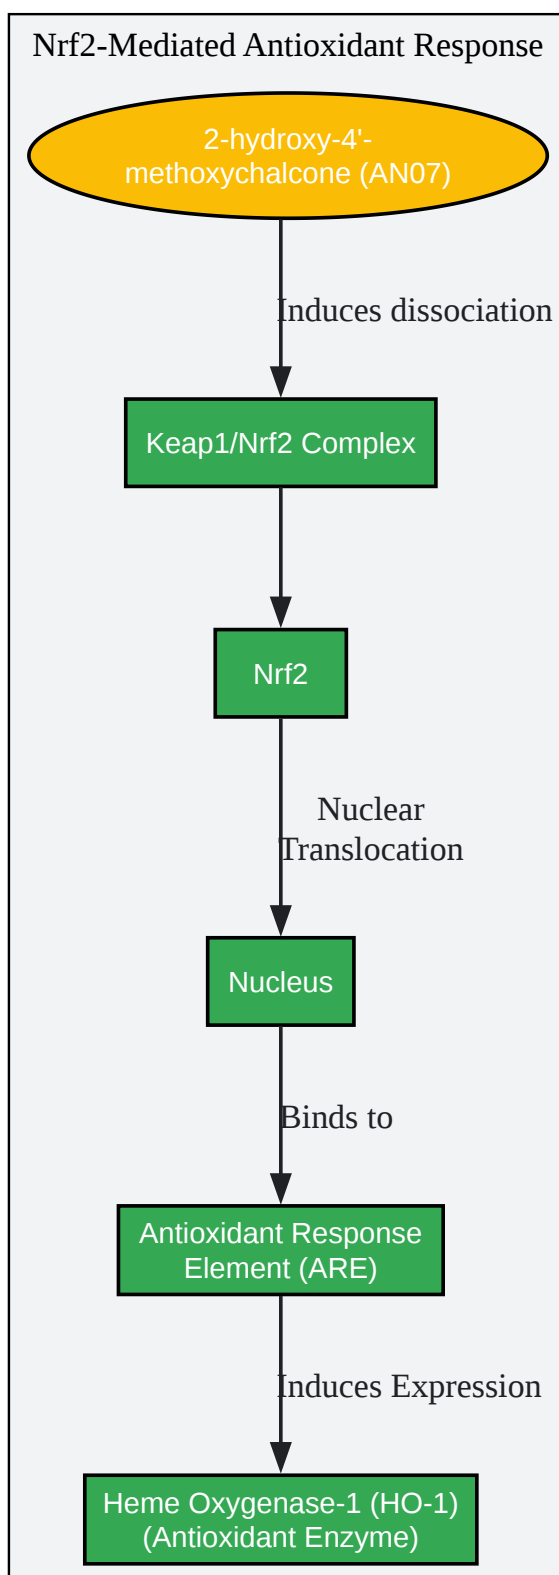 Nrf2-Mediated Antioxidant Response
2-hydroxy-4'-
methoxychalcone (AN07)
Induces dissociation
Keap1/Nrf2 Complex
Nrf2
Nuclear
Translocation
Nucleus
Binds to
Antioxidant Response
Element (ARE)
Induces Expression
Heme Oxygenase-1 (HO-1)
(Antioxidant Enzyme)